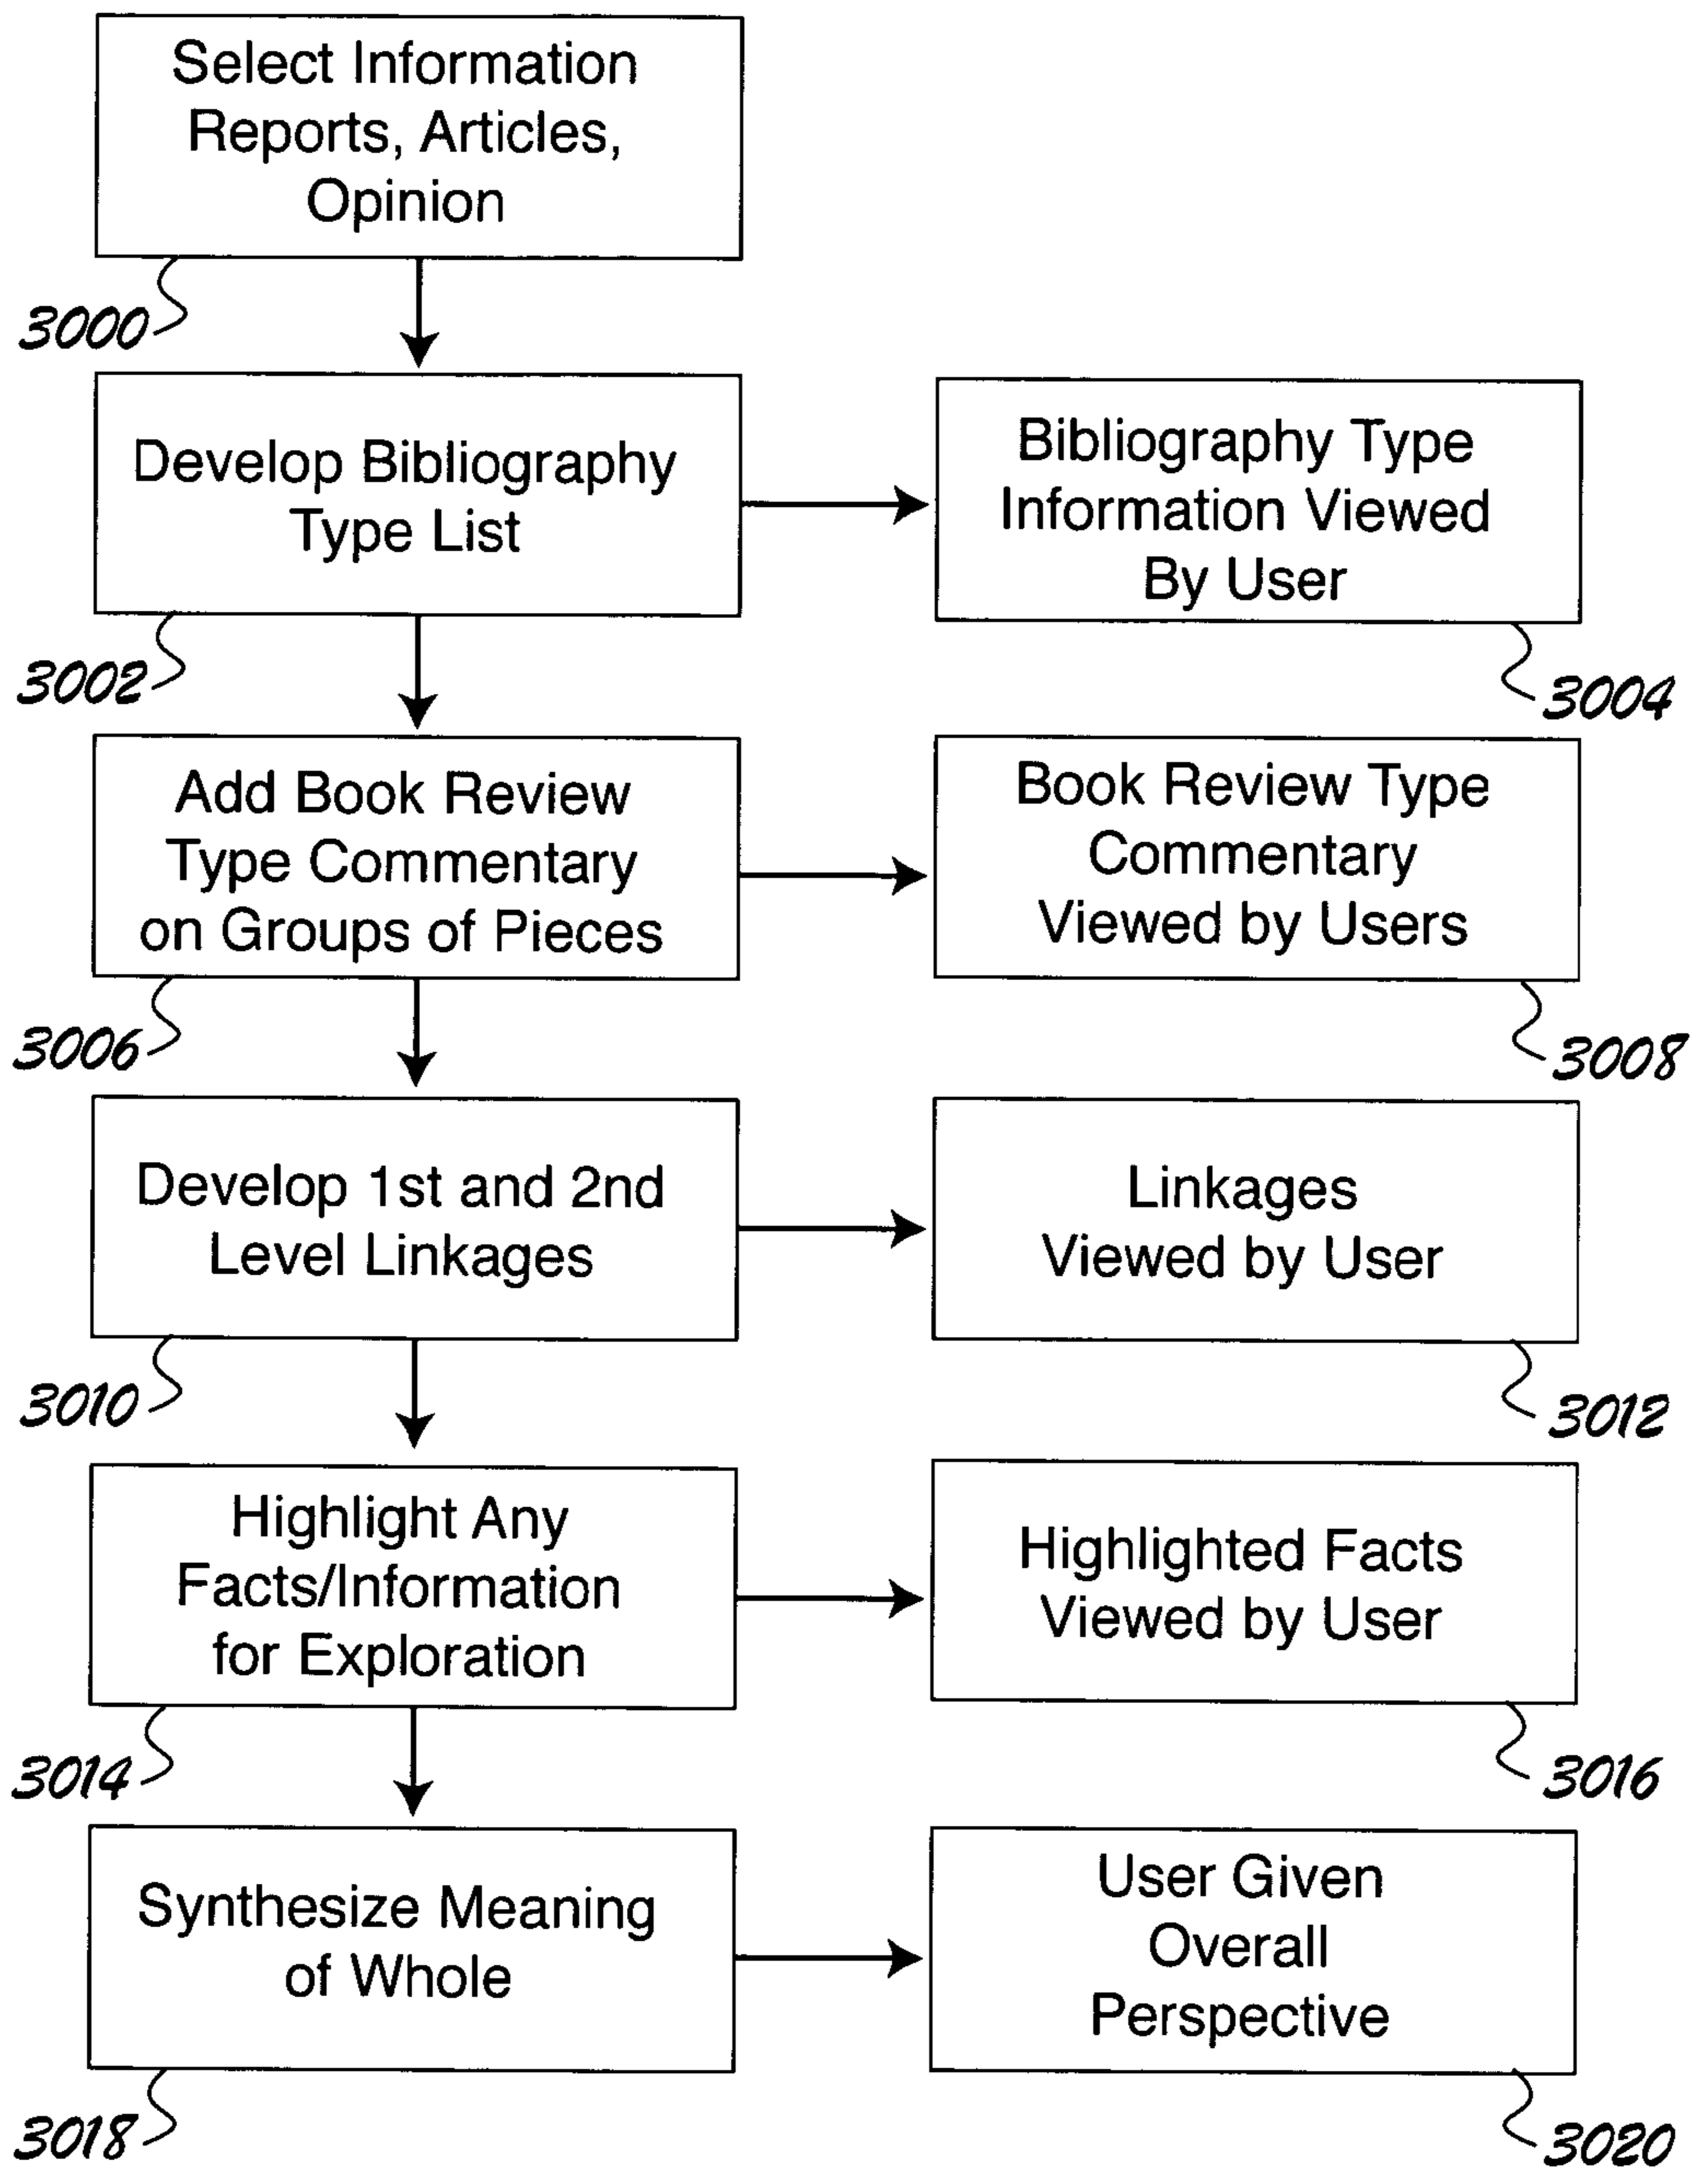 Select Information
Reports, Articles,
Opinion
3000
Develop Bibliography
Type List
3002
Bibliography Type
Information Viewed
By User
3004
Add Book Review
Type Commentary
on Groups of Pieces
3006
Book Review Type
Commentary
Viewed by Users
3008
Develop 1st and 2nd
Level Linkages
3010
Linkages
Viewed by User
3012
Highlight Any
Facts/Information
for Exploration
3014
Highlighted Facts
Viewed by User
3016
Synthesize Meaning
of Whole
3018
User Given
Overall
Perspective
3020